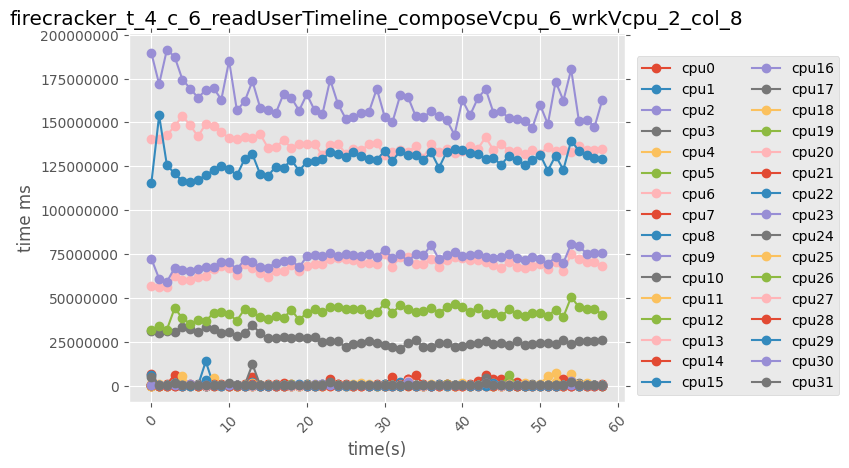 firecracker_t_4_c_6_readUserTimeline_composeVcpu_6_wrkVcpu_2_col_8
200000000
175000000
150000000
125000000
100000000
75000000
50000000
25000000
0
time ms
0
10
20
30
40
50
60
time(s)
cpu0
cpu1
cpu2
cpu3
cpu4
cpu5
cpu6
cpu7
cpu8
cpu9
cpu10
cpu11
cpu12
cpu13
cpu14
cpu15
cpu16
cpu17
cpu18
cpu19
cpu20
cpu21
cpu22
cpu23
cpu24
cpu25
cpu26
cpu27
cpu28
cpu29
cpu30
cpu31